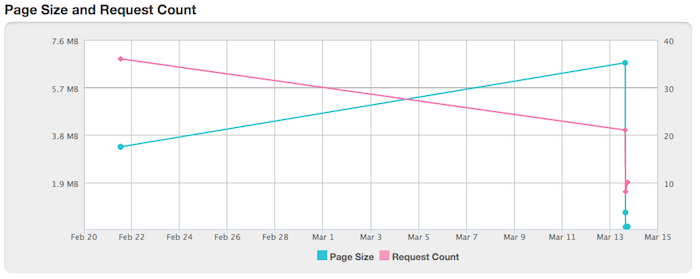 Page Size and Request Count
7.6 MB 40
5.7 MB 30
3.8 MB 20
1.9 MB 10
Feb 20 Feb 22 Feb 24 Feb 26 Feb 28 Mar 1 Mar 3 Mar 5 Mar 7 Mar 9 Mar 11 Mar 13 Mar 15
Page Size Request Count